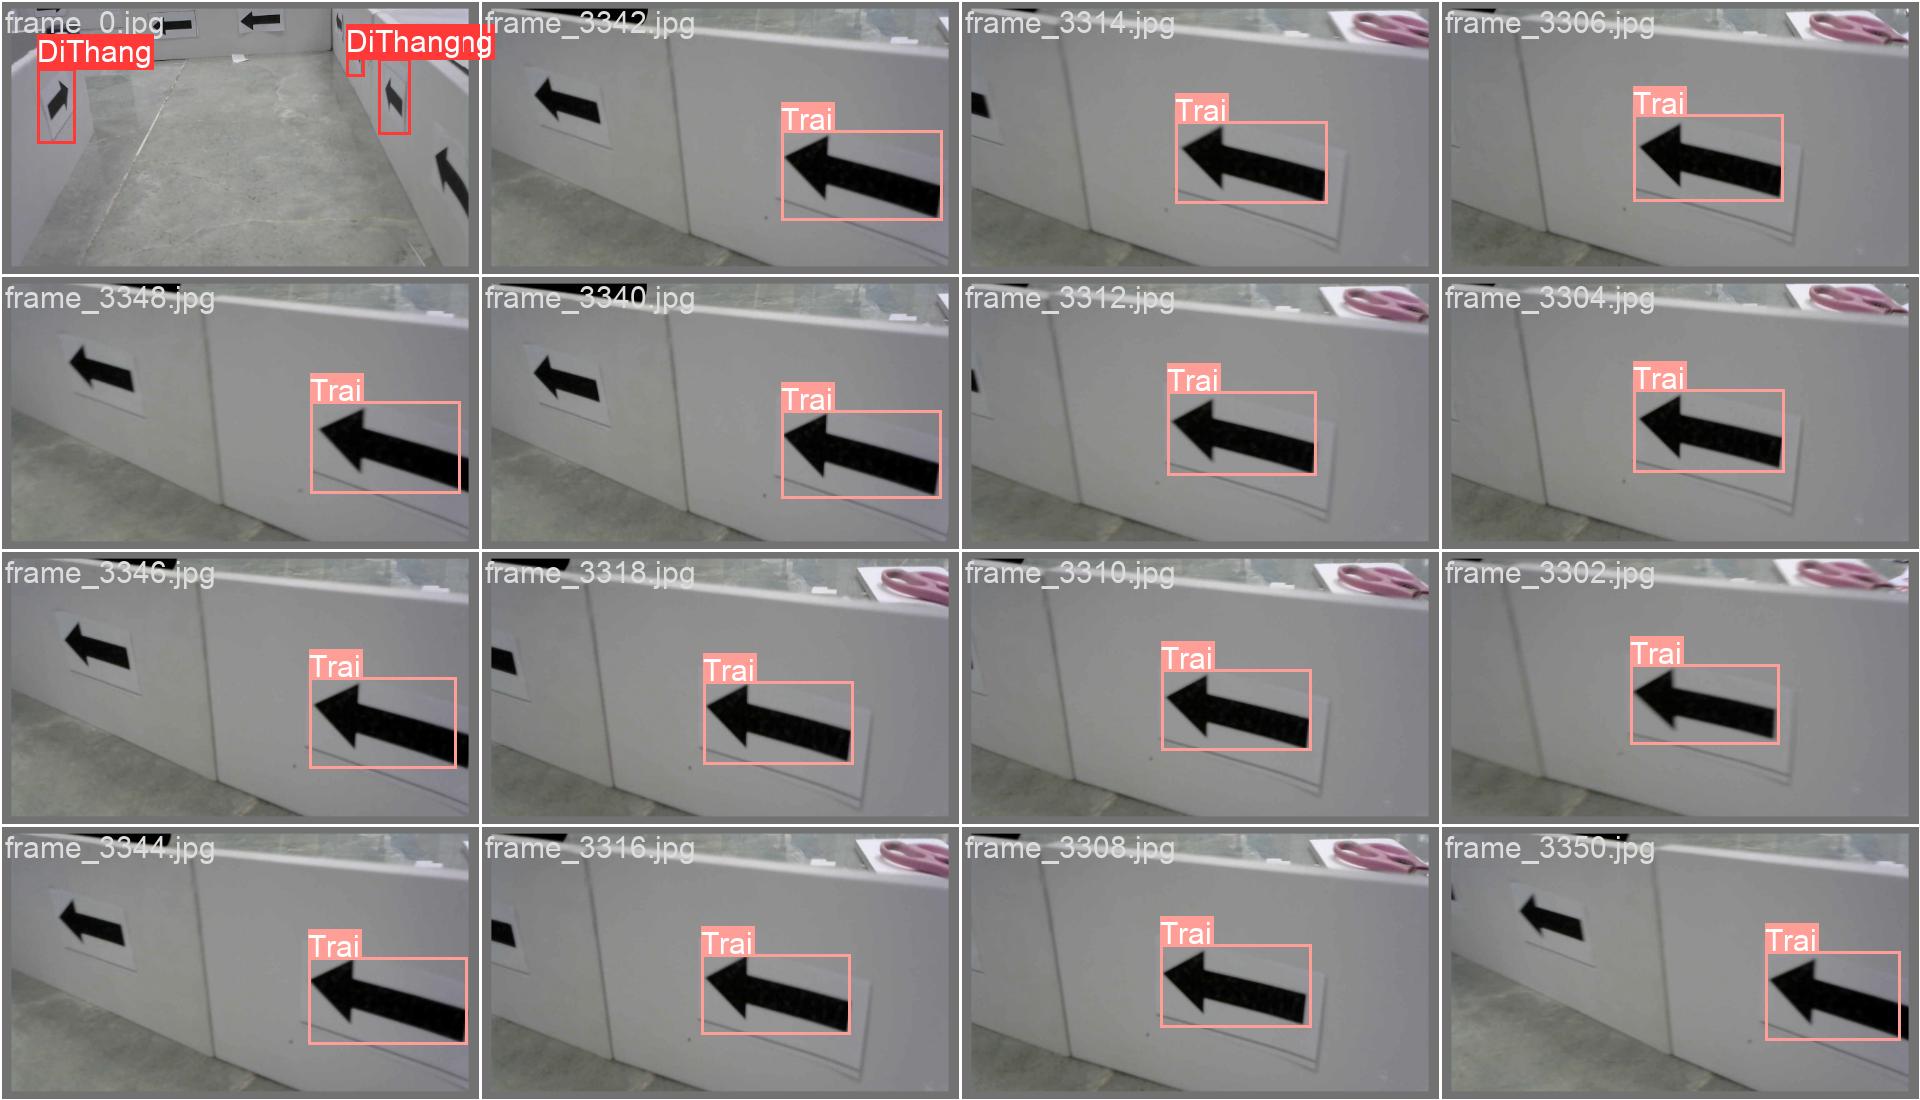 frame_0.jpg
DiThang
DiThangng
frame_3342.jpg
Trai
frame_3314.jpg
Trai
frame_3306.jpg
Trai
frame_3348.jpg
Trai
frame_3340.jpg
Trai
frame_3312.jpg
Trai
frame_3304.jpg
Trai
frame_3346.jpg
Trai
frame_3318.jpg
Trai
frame_3310.jpg
Trai
frame_3302.jpg
Trai
frame_3344.jpg
Trai
frame_3316.jpg
Trai
frame_3308.jpg
Trai
frame_3350.jpg
Trai